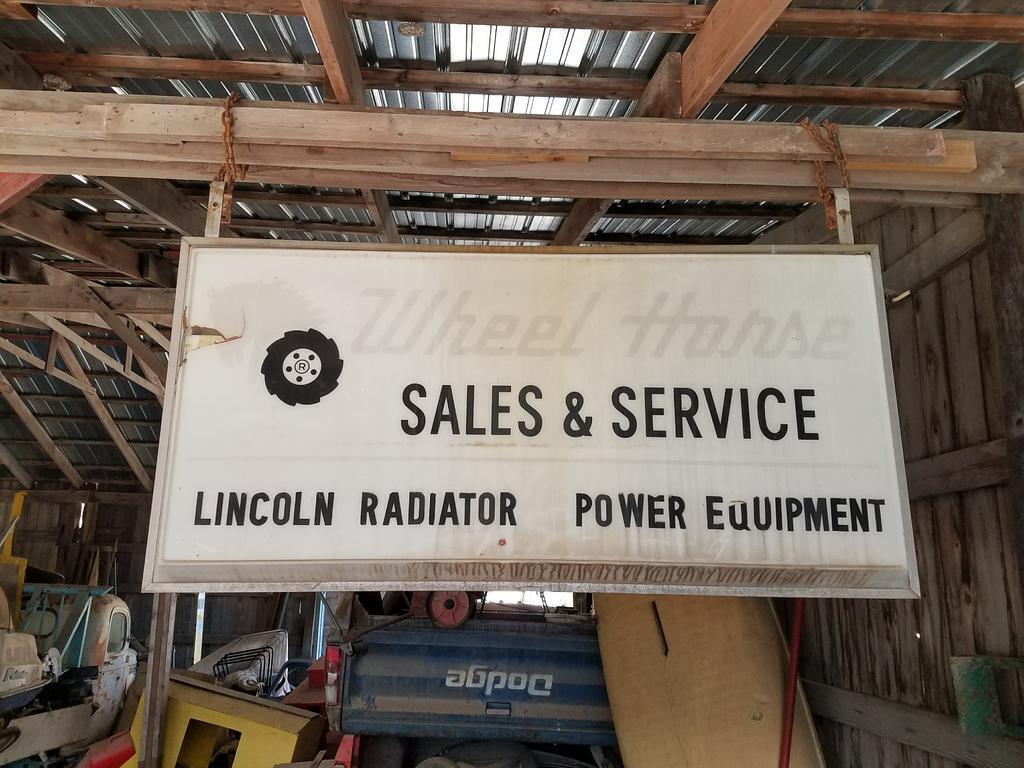 Wheel Horse
®
SALES & SERVICE
LINCOLN RADIATOR POWER EQUIPMENT
Dodge